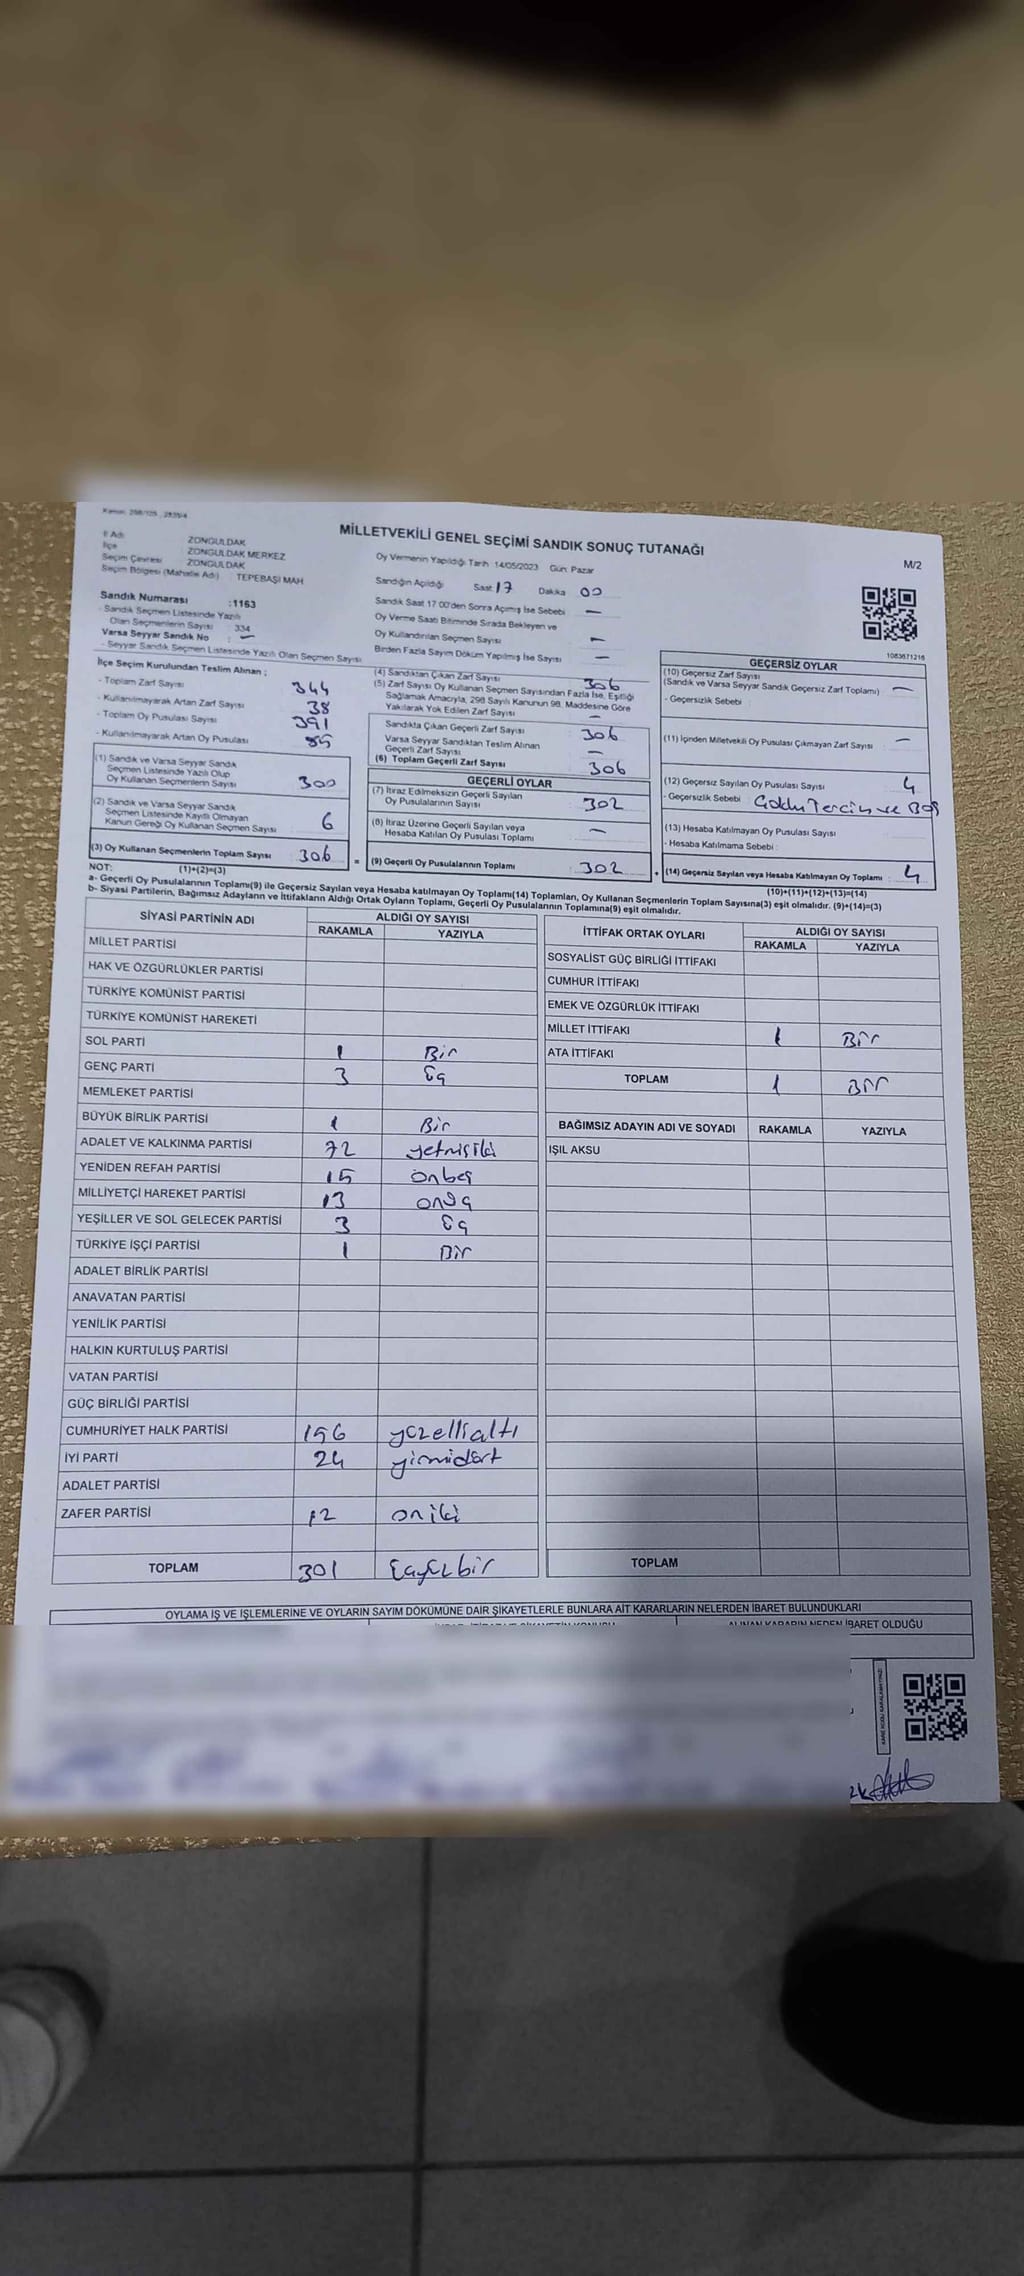 MİLLETVEKİLİ GENEL SEÇİMİ SANDIK SONUÇ TUTANAĞI
M/2
İl Adı ZONGULDAK
İlçe ZONGULDAK MERKEZ
Seçim Çevresi ZONGULDAK
Seçim Bölgesi (Mahalle Adı) TEPEBAŞI MAH
Oy Vermenin Yapıldığı Tarih 14/05/2023 Gün: Pazar
Sandığın Açıldığı Saat 17 Dakika 00
Sandık Saat 17 00'den Sonra Açılmış İse Sebebi —
Oy Verme Saati Bitiminde Sırada Bekleyen ve
Oy Kullandırılan Seçmen Sayısı —
Birden Fazla Sayım Döküm Yapılmış İse Sayısı —
Sandık Numarası :1163
- Sandık Seçmen Listesinde Yazılı
Olan Seçmenlerin Sayısı : 334
Varsa Seyyar Sandık No : —
- Seyyar Sandık Seçmen Listesinde Yazılı Olan Seçmen Sayısı
1083671216
İlçe Seçim Kurulundan Teslim Alınan ;
- Toplam Zarf Sayısı 344
- Kullanılmayarak Artan Zarf Sayısı 38
- Toplam Oy Pusulası Sayısı 391
- Kullanılmayarak Artan Oy Pusulası 85
(1) Sandık ve Varsa Seyyar Sandık
Seçmen Listesinde Yazılı Olup
Oy Kullanan Seçmenlerin Sayısı 300
(2) Sandık ve Varsa Seyyar Sandık
Seçmen Listesinde Kayıtlı Olmayan
Kanun Gereği Oy Kullanan Seçmen Sayısı 6
(3) Oy Kullanan Seçmenlerin Toplam Sayısı 306 =
(4) Sandıktan Çıkan Zarf Sayısı 306
(5) Zarf Sayısı Oy Kullanan Seçmen Sayısından Fazla İse, Eşitliği
Sağlamak Amacıyla, 298 Sayılı Kanunun 98. Maddesine Göre
Yakılarak Yok Edilen Zarf Sayısı —
Sandıkta Çıkan Geçerli Zarf Sayısı 306
Varsa Seyyar Sandıktan Teslim Alınan
Geçerli Zarf Sayısı —
(6) Toplam Geçerli Zarf Sayısı 306
GEÇERLİ OYLAR
(7) İtiraz Edilmeksizin Geçerli Sayılan
Oy Pusulalarının Sayısı 302
(8) İtiraz Üzerine Geçerli Sayılan veya
Hesaba Katılan Oy Pusulası Toplamı —
(9) Geçerli Oy Pusulalarının Toplamı 302 +
GEÇERSİZ OYLAR
(10) Geçersiz Zarf Sayısı
(Sandık ve Varsa Seyyar Sandık Geçersiz Zarf Toplamı) —
- Geçersizlik Sebebi
(11) İçinden Milletvekili Oy Pusulası Çıkmayan Zarf Sayısı —
(12) Geçersiz Sayılan Oy Pusulası Sayısı 4
- Geçersizlik Sebebi
(13) Hesaba Katılmayan Oy Pusulası Sayısı
- Hesaba Katılmama Sebebi
(14) Geçersiz Sayılan veya Hesaba Katılmayan Oy Toplamı 4
NOT: (1)+(2)=(3) (10)+(11)+(12)+(13)=(14)
a- Geçerli Oy Pusulalarının Toplamı(9) ile Geçersiz Sayılan veya Hesaba katılmayan Oy Toplamı(14) Toplamları, Oy Kullanan Seçmenlerin Toplam Sayısına(3) eşit olmalıdır. (9)+(14)=(3)
b- Siyasi Partilerin, Bağımsız Adayların ve İttifakların Aldığı Ortak Oyların Toplamı, Geçerli Oy Pusulalarının Toplamına(9) eşit olmalıdır.
SİYASİ PARTİNİN ADI ALDIĞI OY SAYISI
RAKAMLA YAZIYLA
MİLLET PARTİSİ
HAK VE ÖZGÜRLÜKLER PARTİSİ
TÜRKİYE KOMÜNİST PARTİSİ
TÜRKİYE KOMÜNİST HAREKETİ
SOL PARTİ 1 Bir
GENÇ PARTİ 3 Üç
MEMLEKET PARTİSİ
BÜYÜK BİRLİK PARTİSİ 1 Bir
ADALET VE KALKINMA PARTİSİ 72 yetmişiki
YENİDEN REFAH PARTİSİ 15 onbeş
MİLLİYETÇİ HAREKET PARTİSİ 13 onüç
YEŞİLLER VE SOL GELECEK PARTİSİ 3 Üç
TÜRKİYE İŞÇİ PARTİSİ 1 Bir
ADALET BİRLİK PARTİSİ
ANAVATAN PARTİSİ
YENİLİK PARTİSİ
HALKIN KURTULUŞ PARTİSİ
VATAN PARTİSİ
GÜÇ BİRLİĞİ PARTİSİ
CUMHURİYET HALK PARTİSİ 156 yüzellialtı
İYİ PARTİ 24 yirmidört
ADALET PARTİSİ
ZAFER PARTİSİ 12 oniki
TOPLAM 301 Üçyüzbir
İTTİFAK ORTAK OYLARI ALDIĞI OY SAYISI
RAKAMLA YAZIYLA
SOSYALİST GÜÇ BİRLİĞİ İTTİFAKI
CUMHUR İTTİFAKI
EMEK VE ÖZGÜRLÜK İTTİFAKI
MİLLET İTTİFAKI 1 Bir
ATA İTTİFAKI
TOPLAM 1 Bir
BAĞIMSIZ ADAYIN ADI VE SOYADI RAKAMLA YAZIYLA
IŞIL AKSU
TOPLAM
OYLAMA İŞ VE İŞLEMLERİNE VE OYLARIN SAYIM DÖKÜMÜNE DAİR ŞİKAYETLERLE BUNLARA AİT KARARLARIN NELERDEN İBARET BULUNDUKLARI
ALINAN KARARIN NEDEN İBARET OLDUĞU